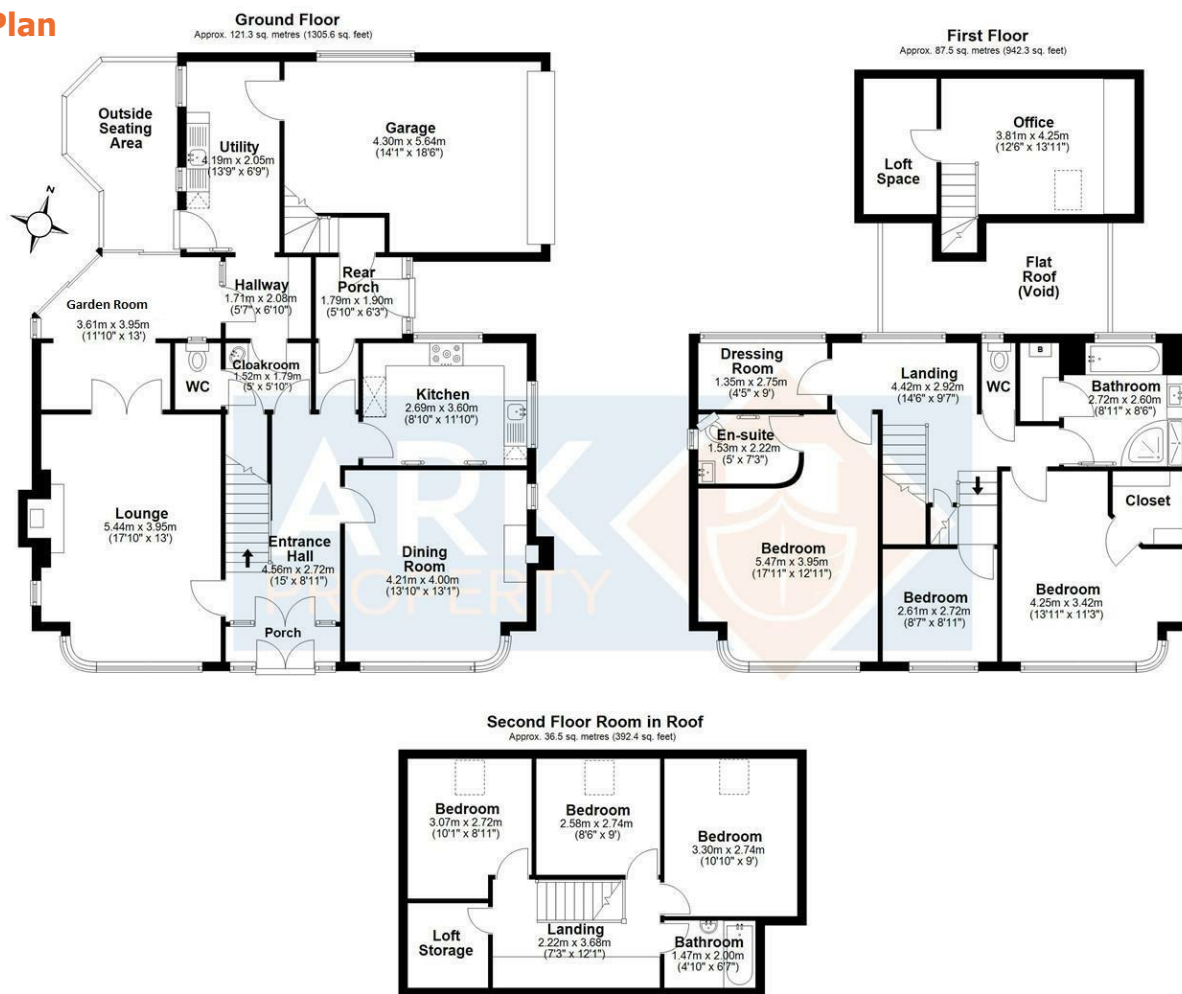 Plan
Ground Floor
Approx. 121.3 sq. metres (1305.6 sq. feet)
Outside
Seating
Area
Utility
4.19m x 2.05m
(13'9" x 6'9")
Garage
4.30m x 5.64m
(14'1" x 18'6")
N
Garden Room
3.61m x 3.95m
(11'10" x 13')
Hallway
1.71m x 2.08m
(5'7" x 6'10")
Rear
Porch
1.79m x 1.90m
(5'10" x 6'3")
WC
Cloakroom
1.52m x 1.79m
(5' x 5'10")
Kitchen
2.69m x 3.60m
(8'10" x 11'10")
Lounge
5.44m x 3.95m
(17'10" x 13')
Entrance
Hall
4.56m x 2.72m
(15' x 8'11")
Dining
Room
4.21m x 4.00m
(13'10" x 13'1")
Porch
First Floor
Approx. 87.5 sq. metres (942.3 sq. feet)
Loft
Space
Office
3.81m x 4.25m
(12'6" x 13'11")
Flat
Roof
(Void)
Dressing
Room
1.35m x 2.75m
(4'5" x 9')
Landing
4.42m x 2.92m
(14'6" x 9'7")
WC
B
Bathroom
2.72m x 2.60m
(8'11" x 8'6")
En-suite
1.53m x 2.22m
(5' x 7'3")
Closet
Bedroom
5.47m x 3.95m
(17'11" x 12'11")
Bedroom
2.61m x 2.72m
(8'7" x 8'11")
Bedroom
4.25m x 3.42m
(13'11" x 11'3")
ARK
PROPERTY
Second Floor Room in Roof
Approx. 36.5 sq. metres (392.4 sq. feet)
Bedroom
3.07m x 2.72m
(10'1" x 8'11")
Bedroom
2.58m x 2.74m
(8'6" x 9')
Bedroom
3.30m x 2.74m
(10'10" x 9')
Loft
Storage
Landing
2.22m x 3.68m
(7'3" x 12'1")
Bathroom
1.47m x 2.00m
(4'10" x 6'7")